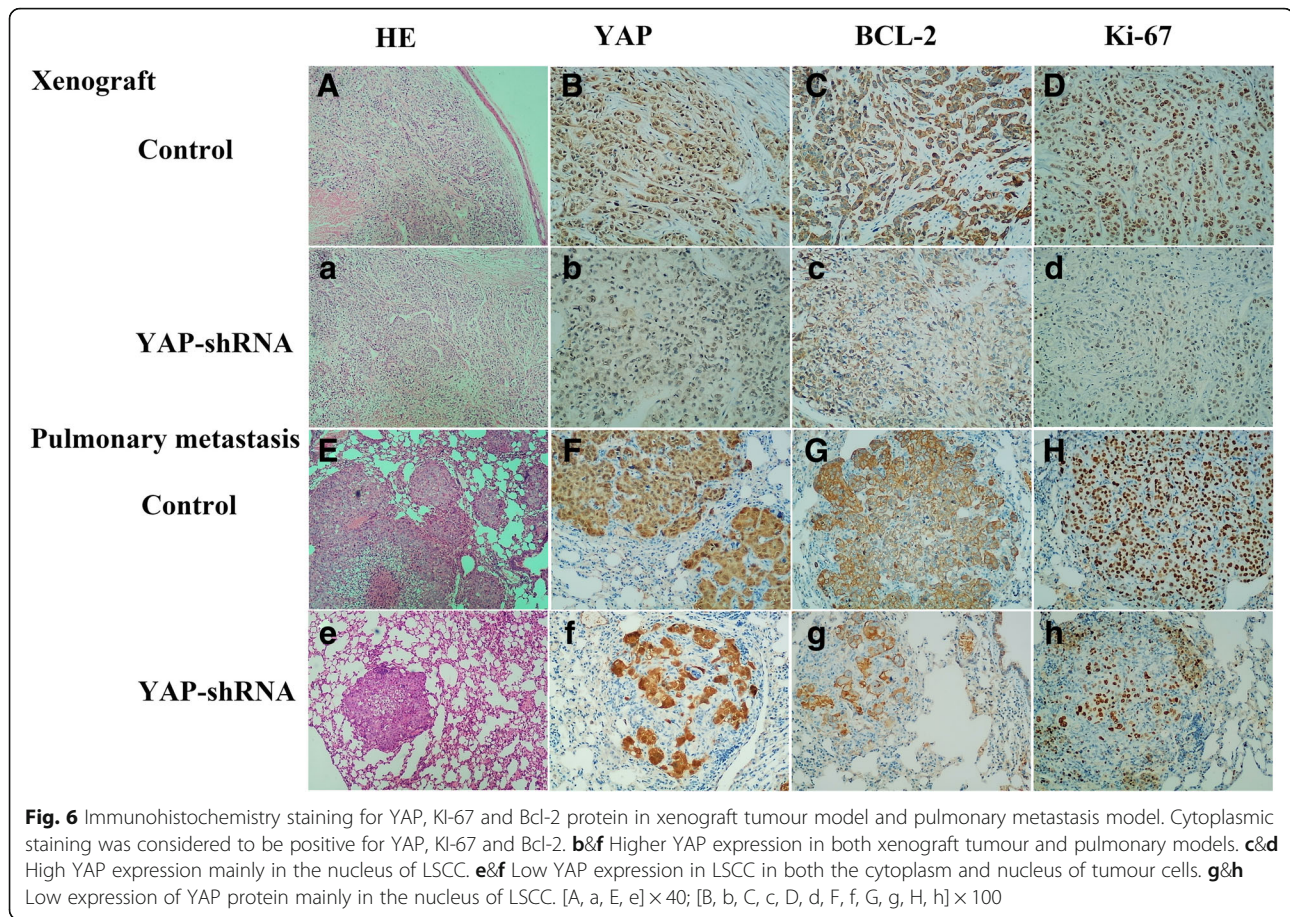 HE YAP BCL-2 Ki-67
Xenograft
A B C D
Control
a b c d
YAP-shRNA
Pulmonary metastasis
E F G H
Control
e f g h
YAP-shRNA
Fig. 6 Immunohistochemistry staining for YAP, KI-67 and Bcl-2 protein in xenograft tumour model and pulmonary metastasis model. Cytoplasmic
staining was considered to be positive for YAP, KI-67 and Bcl-2. b&f Higher YAP expression in both xenograft tumour and pulmonary models. c&d
High YAP expression mainly in the nucleus of LSCC. e&f Low YAP expression in LSCC in both the cytoplasm and nucleus of tumour cells. g&h
Low expression of YAP protein mainly in the nucleus of LSCC. [A, a, E, e] × 40; [B, b, C, c, D, d, F, f, G, g, H, h] × 100